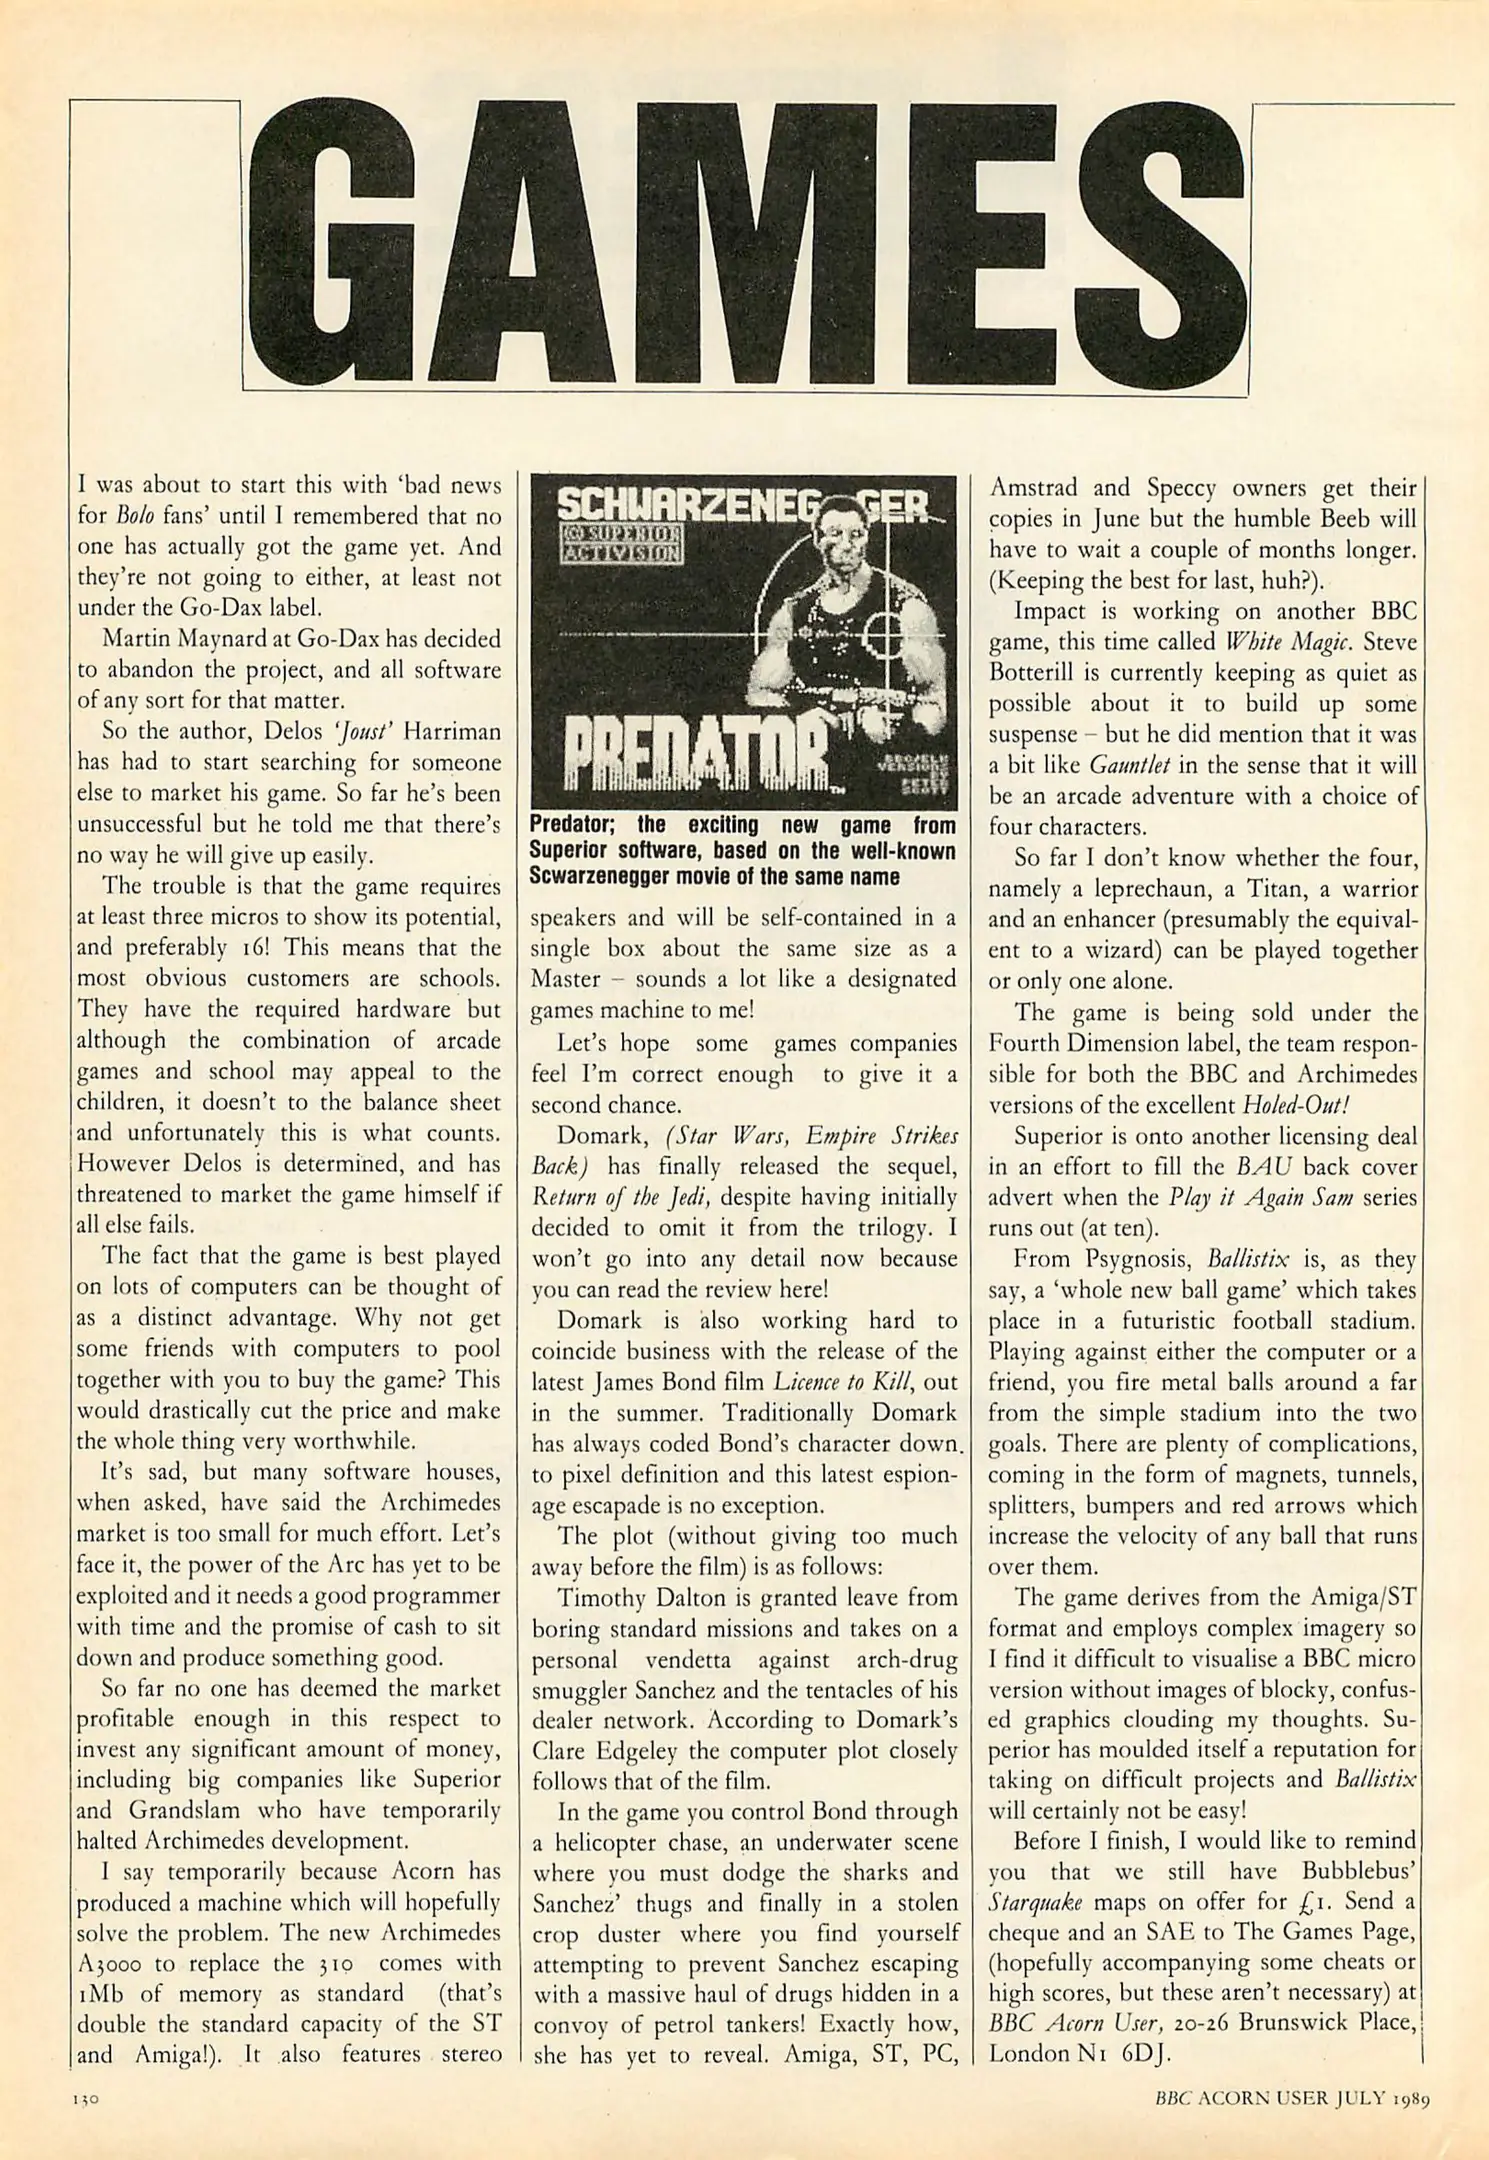 GAMES
I was about to start this with ‘bad news
for Bolo fans’ until I remembered that no
one has actually got the game yet. And
they’re not going to either, at least not
under the Go-Dax label.
Martin Maynard at Go-Dax has decided
to abandon the project, and all software
of any sort for that matter.
So the author, Delos ‘Joust’ Harriman
has had to start searching for someone
else to market his game. So far he’s been
unsuccessful but he told me that there’s
no way he will give up easily.
The trouble is that the game requires
at least three micros to show its potential,
and preferably 16! This means that the
most obvious customers are schools.
They have the required hardware but
although the combination of arcade
games and school may appeal to the
children, it doesn’t to the balance sheet
and unfortunately this is what counts.
However Delos is determined, and has
threatened to market the game himself if
all else fails.
The fact that the game is best played
on lots of computers can be thought of
as a distinct advantage. Why not get
some friends with computers to pool
together with you to buy the game? This
would drastically cut the price and make
the whole thing very worthwhile.
It’s sad, but many software houses,
when asked, have said the Archimedes
market is too small for much effort. Let’s
face it, the power of the Arc has yet to be
exploited and it needs a good programmer
with time and the promise of cash to sit
down and produce something good.
So far no one has deemed the market
profitable enough in this respect to
invest any significant amount of money,
including big companies like Superior
and Grandslam who have temporarily
halted Archimedes development.
I say temporarily because Acorn has
produced a machine which will hopefully
solve the problem. The new Archimedes
A3000 to replace the 310 comes with
1Mb of memory as standard (that’s
double the standard capacity of the ST
and Amiga!). It also features stereo
SCHWARZENEGGER
© SUPERIOR
ACTIVISION
PREDATOR™
BBC/ELK
VERSION
BY
PETER
SCOTT
Predator; the exciting new game from
Superior software, based on the well-known
Scwarzenegger movie of the same name
speakers and will be self-contained in a
single box about the same size as a
Master – sounds a lot like a designated
games machine to me!
Let’s hope some games companies
feel I’m correct enough to give it a
second chance.
Domark, (Star Wars, Empire Strikes
Back) has finally released the sequel,
Return of the Jedi, despite having initially
decided to omit it from the trilogy. I
won’t go into any detail now because
you can read the review here!
Domark is also working hard to
coincide business with the release of the
latest James Bond film Licence to Kill, out
in the summer. Traditionally Domark
has always coded Bond’s character down.
to pixel definition and this latest espion-
age escapade is no exception.
The plot (without giving too much
away before the film) is as follows:
Timothy Dalton is granted leave from
boring standard missions and takes on a
personal vendetta against arch-drug
smuggler Sanchez and the tentacles of his
dealer network. According to Domark’s
Clare Edgeley the computer plot closely
follows that of the film.
In the game you control Bond through
a helicopter chase, an underwater scene
where you must dodge the sharks and
Sanchez’ thugs and finally in a stolen
crop duster where you find yourself
attempting to prevent Sanchez escaping
with a massive haul of drugs hidden in a
convoy of petrol tankers! Exactly how,
she has yet to reveal. Amiga, ST, PC,
Amstrad and Speccy owners get their
copies in June but the humble Beeb will
have to wait a couple of months longer.
(Keeping the best for last, huh?).
Impact is working on another BBC
game, this time called White Magic. Steve
Botterill is currently keeping as quiet as
possible about it to build up some
suspense – but he did mention that it was
a bit like Gauntlet in the sense that it will
be an arcade adventure with a choice of
four characters.
So far I don’t know whether the four,
namely a leprechaun, a Titan, a warrior
and an enhancer (presumably the equival-
ent to a wizard) can be played together
or only one alone.
The game is being sold under the
Fourth Dimension label, the team respon-
sible for both the BBC and Archimedes
versions of the excellent Holed-Out!
Superior is onto another licensing deal
in an effort to fill the BAU back cover
advert when the Play it Again Sam series
runs out (at ten).
From Psygnosis, Ballistix is, as they
say, a ‘whole new ball game’ which takes
place in a futuristic football stadium.
Playing against either the computer or a
friend, you fire metal balls around a far
from the simple stadium into the two
goals. There are plenty of complications,
coming in the form of magnets, tunnels,
splitters, bumpers and red arrows which
increase the velocity of any ball that runs
over them.
The game derives from the Amiga/ST
format and employs complex imagery so
I find it difficult to visualise a BBC micro
version without images of blocky, confus-
ed graphics clouding my thoughts. Su-
perior has moulded itself a reputation for
taking on difficult projects and Ballistix
will certainly not be easy!
Before I finish, I would like to remind
you that we still have Bubblebus’
Starquake maps on offer for £1. Send a
cheque and an SAE to The Games Page,
(hopefully accompanying some cheats or
high scores, but these aren’t necessary) at
BBC Acorn User, 20-26 Brunswick Place,
London N1 6DJ.
130
BBC ACORN USER JULY 1989